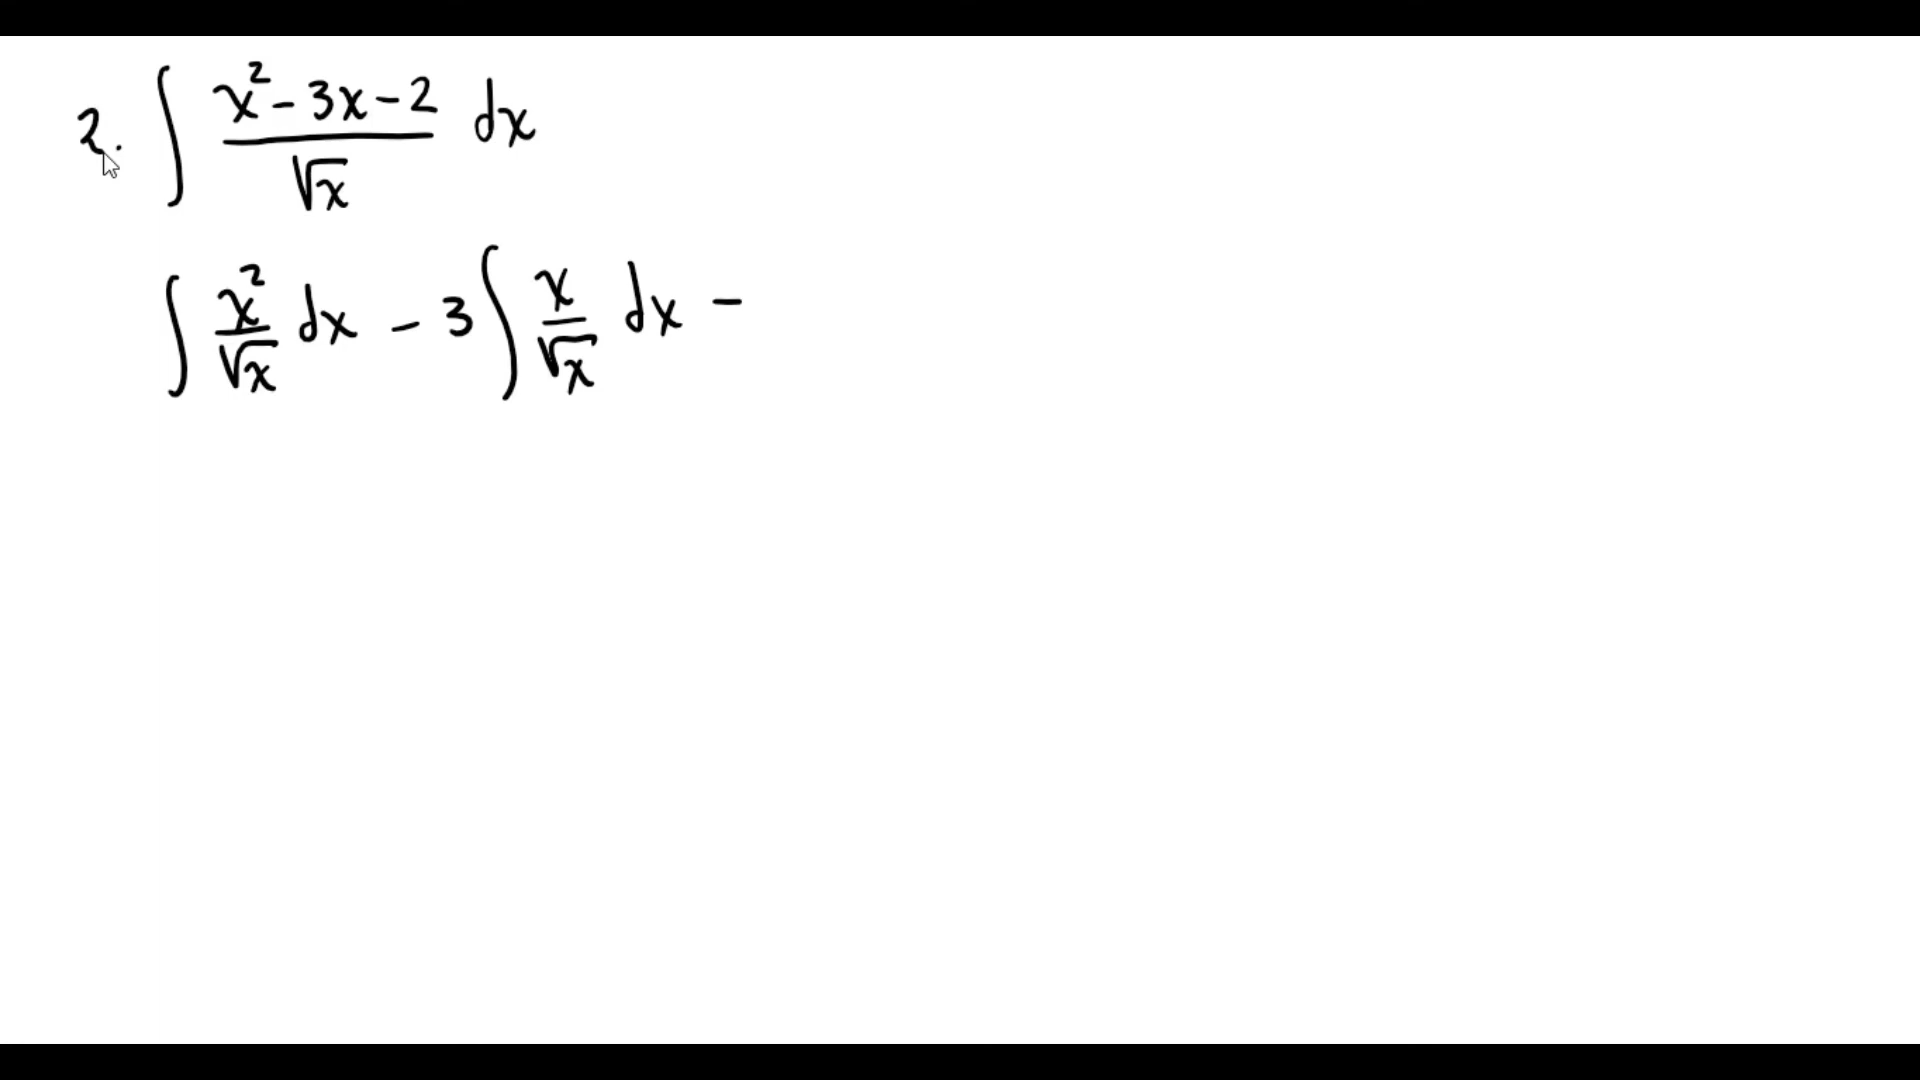 2. ∫ (x² - 3x - 2)/√x dx
∫ x²/√x dx - 3 ∫ x/√x dx -